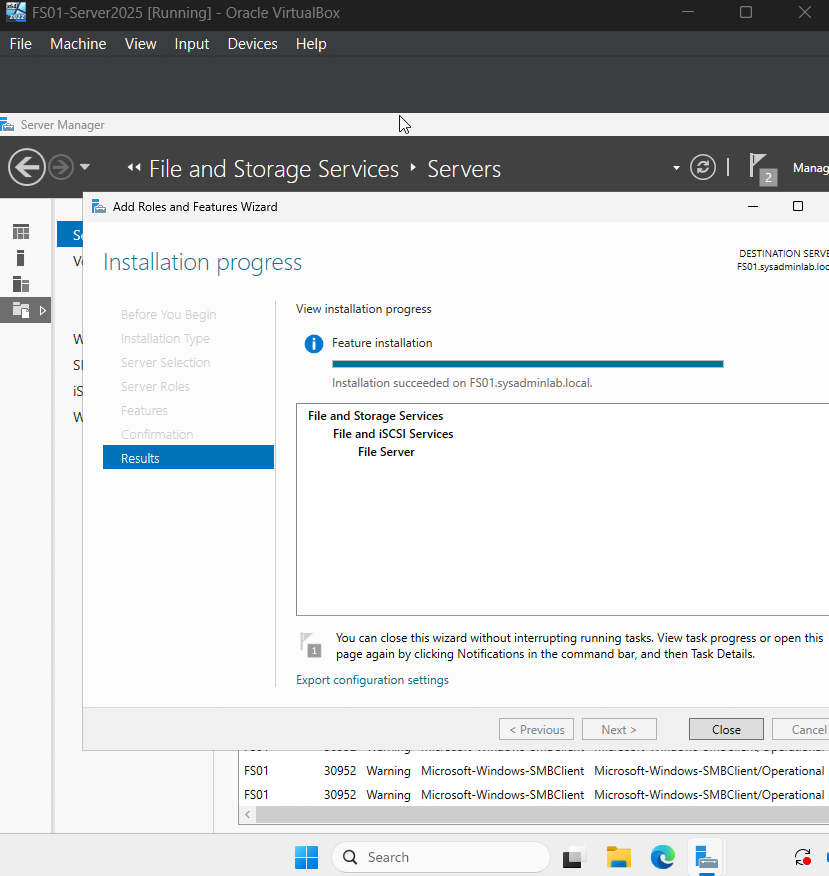 FS01-Server2025 [Running] - Oracle VirtualBox
File Machine View Input Devices Help
Server Manager
File and Storage Services Servers
2
Manag
Add Roles and Features Wizard
Installation progress
DESTINATION SERVE
FS01.sysadminlab.loc
Before You Begin
Installation Type
Server Selection
Server Roles
Features
Confirmation
Results
View installation progress
Feature installation
Installation succeeded on FS01.sysadminlab.local.
File and Storage Services
File and iSCSI Services
File Server
1
You can close this wizard without interrupting running tasks. View task progress or open this
page again by clicking Notifications in the command bar, and then Task Details.
Export configuration settings
< Previous Next > Close Cancel
FS01 30952 Warning Microsoft-Windows-SMBClient Microsoft-Windows-SMBClient/Operational
FS01 30952 Warning Microsoft-Windows-SMBClient Microsoft-Windows-SMBClient/Operational
Search